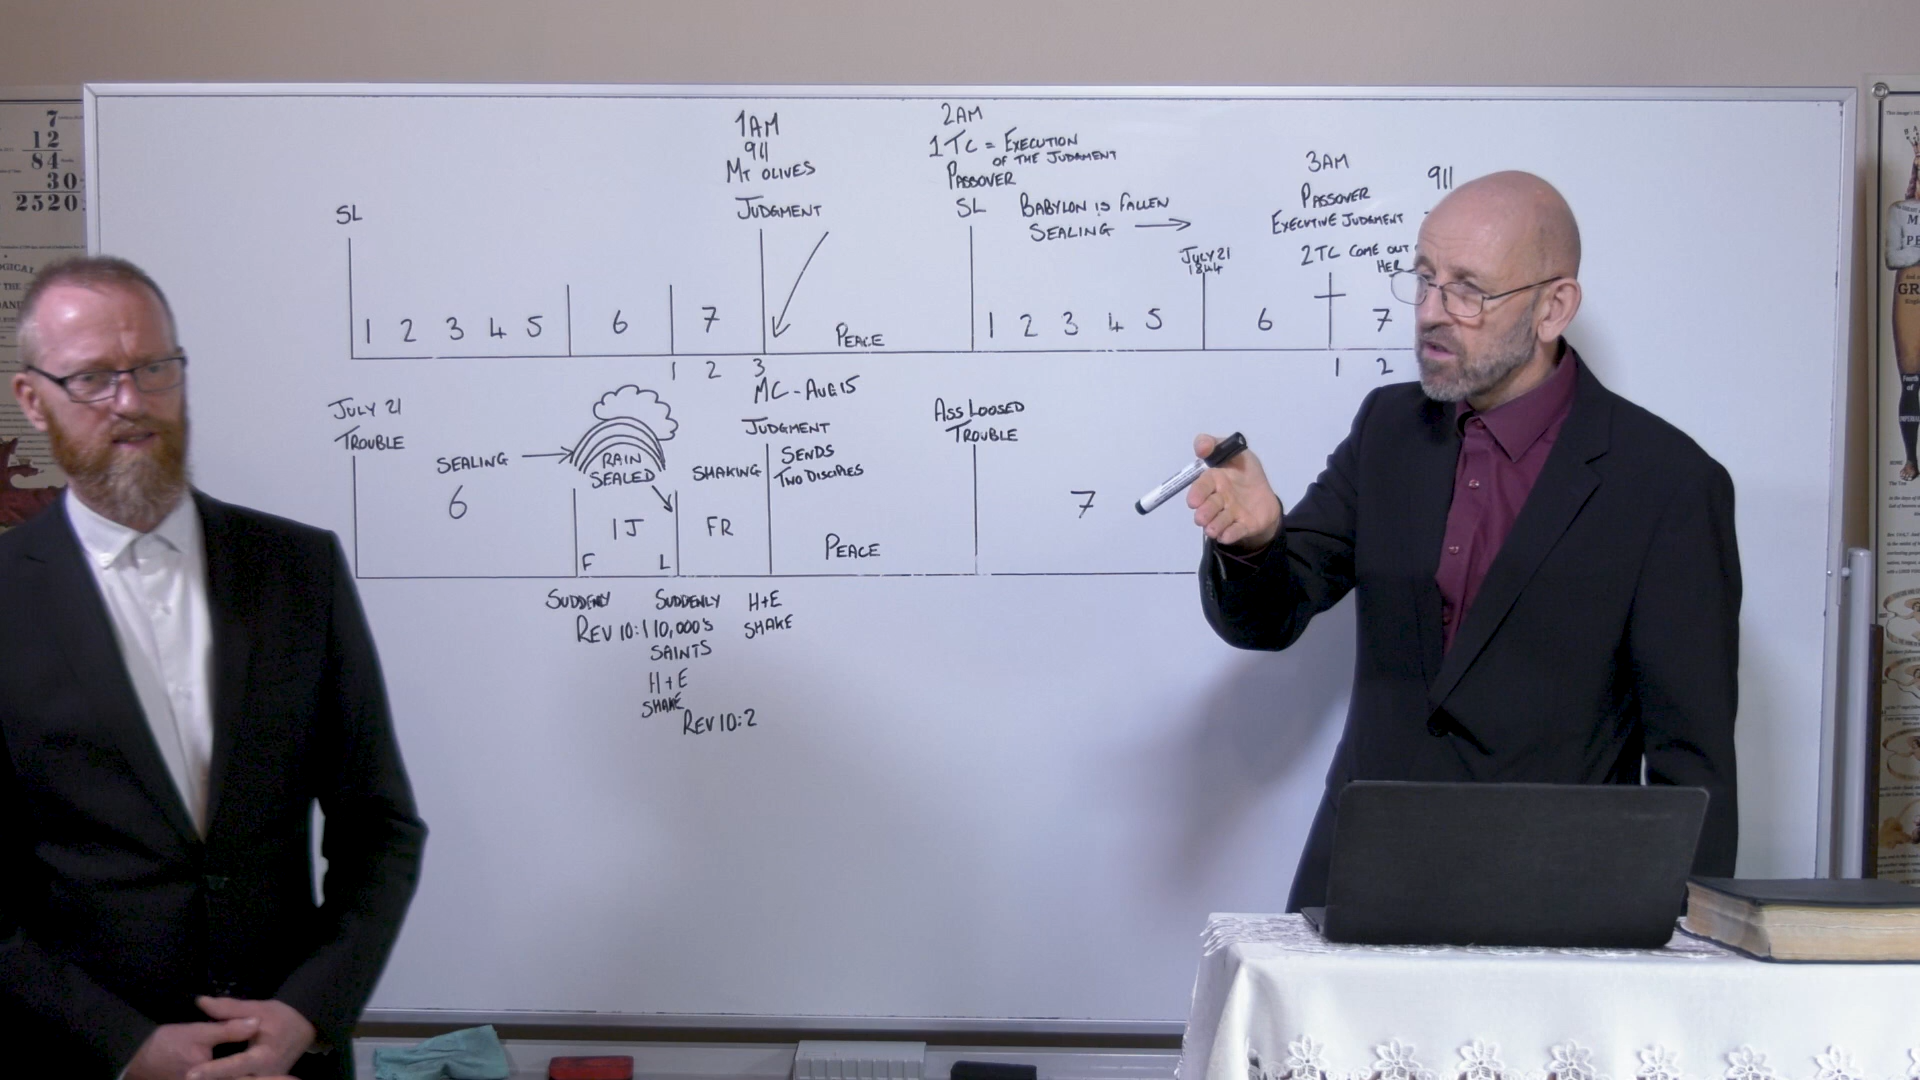 7
12
84
30
2520
1AM
911
MT OLIVES
JUDGMENT
2AM
1TC = EXECUTION
OF THE JUDGMENT
PASSOVER
SL
BABYLON IS FALLEN
SEALING
3AM
PASSOVER
EXECUTIVE JUDGMENT
2TC COME OUT
HER
911
SL
JULY 21
1844
1 2 3 4 5 6 7
PEACE
1 2 3 4 5 6 7
1 2 3
1 2
MC - AUG 15
JULY 21
TROUBLE
SEALING
6
RAIN
SEALED
1J
F L
SHAKING
FR
JUDGMENT
SENDS
TWO DISCIPLES
PEACE
ASS LOOSED
TROUBLE
7
SUDDENLY
REV 10:1
SUDDENLY
10,000's
SAINTS
H+E
SHAKE
REV 10:2
H+E
SHAKE